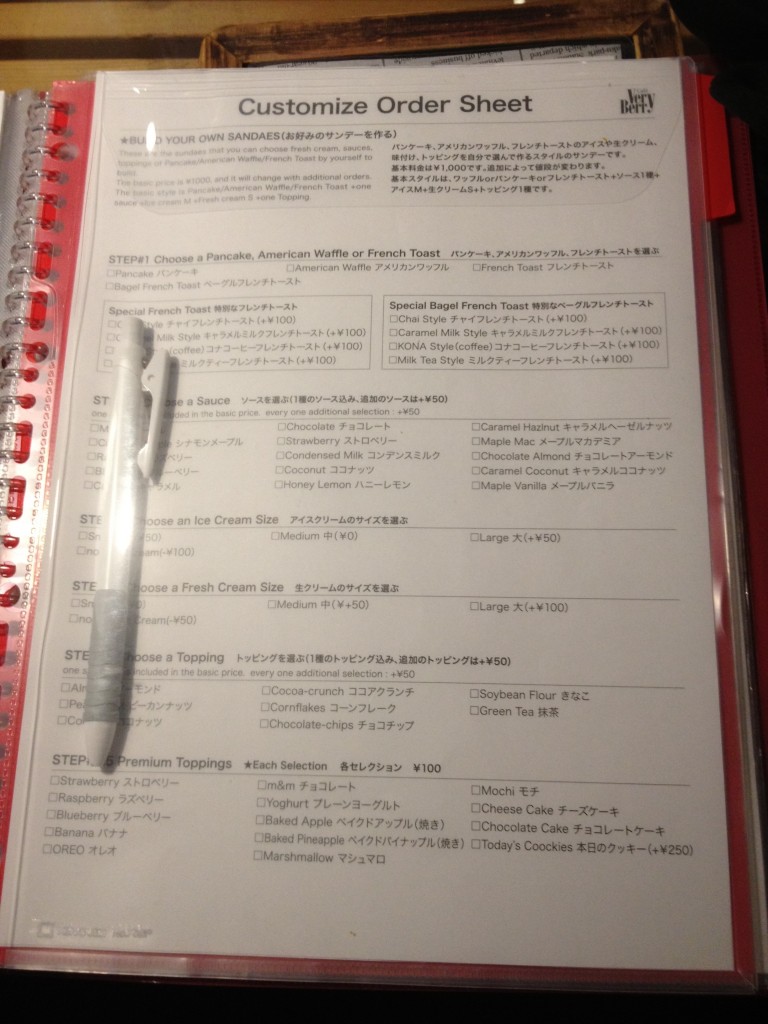 Customize Order Sheet
Very Berry
★BUILD YOUR OWN SANDAES(お好みのサンデーを作る)
These are the sundaes that you can choose fresh cream, sauces,
toppings or Pancake/American Waffle/French Toast by yourself to
build.
The basic price is ¥1000, and it will change with additional orders.
The basic style is Pancake/American Waffle/French Toast +one
sauce +Ice cream M +Fresh cream S +one Topping.
パンケーキ、アメリカンワッフル、フレンチトーストのアイスや生クリーム、
味付け、トッピングを自分で選んで作るスタイルのサンデーです。
基本料金は¥1,000です。追加によって値段が変わります。
基本スタイルは、ワッフルorパンケーキorフレンチトースト+ソース1種+
アイスM+生クリームS+トッピング1種です。
STEP#1 Choose a Pancake, American Waffle or French Toast パンケーキ、アメリカンワッフル、フレンチトーストを選ぶ
□Pancake パンケーキ □American Waffle アメリカンワッフル □French Toast フレンチトースト
□Bagel French Toast ベーグルフレンチトースト
Special French Toast 特別なフレンチトースト
Style チャイフレンチトースト(+¥100)
Milk Style キャラメルミルクフレンチトースト(+¥100)
(coffee) コナコーヒーフレンチトースト(+¥100)
ミルクティーフレンチトースト(+¥100)
Special Bagel French Toast 特別なベーグルフレンチトースト
□Chai Style チャイフレンチトースト(+¥100)
□Caramel Milk Style キャラメルミルクフレンチトースト(+¥100)
□KONA Style(coffee) コナコーヒーフレンチトースト(+¥100)
□Milk Tea Style ミルクティーフレンチトースト(+¥100)
se a Sauce ソースを選ぶ(1種のソース込み、追加のソースは+¥50)
one included in the basic price. every one additional selection : +¥50
□Chocolate チョコレート □Caramel Hazlnut キャラメルヘーゼルナッツ
シナモンメープル □Strawberry ストロベリー □Maple Mac メープルマカデミア
ズベリー □Condensed Milk コンデンスミルク □Chocolate Almond チョコレートアーモンド
ーベリー □Coconut ココナッツ □Caramel Coconut キャラメルココナッツ
ラメル □Honey Lemon ハニーレモン □Maple Vanilla メープルバニラ
STE hoose an Ice Cream Size アイスクリームのサイズを選ぶ
□Sm 50) □Medium 中(¥0) □Large 大(+¥50)
□no eam(-¥100)
STE hoose a Fresh Cream Size 生クリームのサイズを選ぶ
□Sm 0) □Medium 中(¥+50) □Large 大(+¥100)
□no Cream(-¥50)
STE hoose a Topping トッピングを選ぶ(1種のトッピング込み、追加のトッピングは+¥50)
one s included in the basic price. every one additional selection : +¥50
□Alm モンド □Cocoa-crunch ココアクランチ □Soybean Flour きなこ
□Pe ピーカンナッツ □Cornflakes コーンフレーク □Green Tea 抹茶
□Co ココナッツ □Chocolate-chips チョコチップ
STEP# 6 Premium Toppings ★Each Selection 各セレクション ¥100
□Strawberry ストロベリー □m&m チョコレート □Mochi モチ
□Raspberry ラズベリー □Yoghurt プレーンヨーグルト □Cheese Cake チーズケーキ
□Blueberry ブルーベリー □Baked Apple ベイクドアップル(焼き) □Chocolate Cake チョコレートケーキ
□Banana バナナ □Baked Pineapple ベイクドパイナップル(焼き) □Today's Coockies 本日のクッキー(+¥250)
□OREO オレオ □Marshmallow マシュマロ